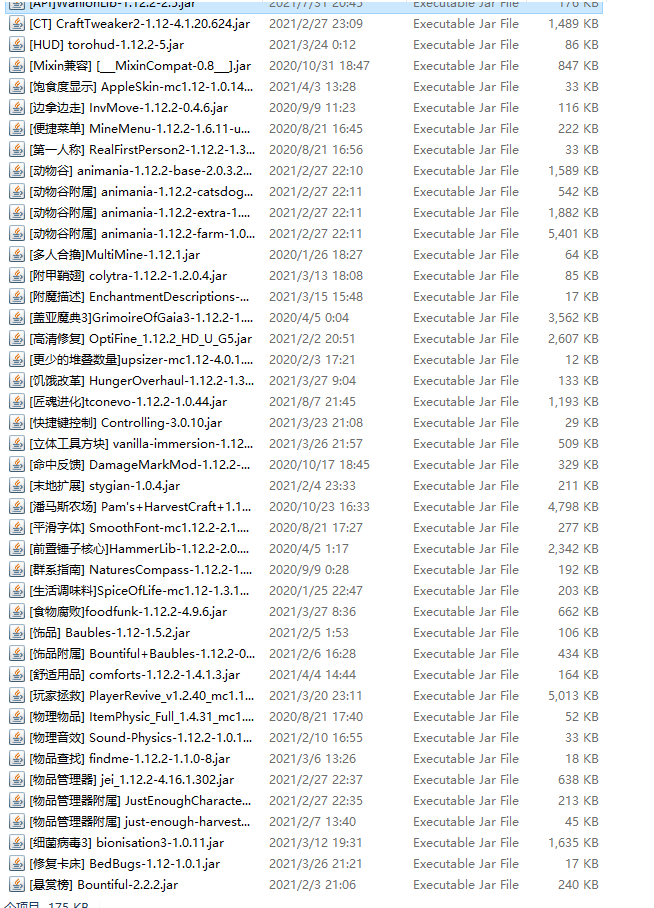 [API]WanionLib-1.12.2-2.5.jar 2021/7/31 20:45 Executable Jar File 176 KB
[CT] CraftTweaker2-1.12-4.1.20.624.jar 2021/2/27 23:09 Executable Jar File 1,489 KB
[HUD] torohud-1.12.2-5.jar 2021/3/24 0:12 Executable Jar File 86 KB
[Mixin兼容] [__MixinCompat-0.8__].jar 2020/10/31 18:47 Executable Jar File 847 KB
[饱食度显示] AppleSkin-mc1.12-1.0.14... 2021/4/3 13:28 Executable Jar File 33 KB
[边拿边走] InvMove-1.12.2-0.4.6.jar 2020/9/9 11:23 Executable Jar File 116 KB
[便捷菜单] MineMenu-1.12.2-1.6.11-u... 2020/8/21 16:45 Executable Jar File 222 KB
[第一人称] RealFirstPerson2-1.12.2-1.3... 2020/8/21 16:56 Executable Jar File 33 KB
[动物谷] animania-1.12.2-base-2.0.3.2... 2021/2/27 22:10 Executable Jar File 1,589 KB
[动物谷附属] animania-1.12.2-catsdog... 2021/2/27 22:11 Executable Jar File 542 KB
[动物谷附属] animania-1.12.2-extra-1.... 2021/2/27 22:11 Executable Jar File 1,882 KB
[动物谷附属] animania-1.12.2-farm-1.0... 2021/2/27 22:11 Executable Jar File 5,401 KB
[多人合撸]MultiMine-1.12.1.jar 2020/1/26 18:27 Executable Jar File 64 KB
[附甲鞘翅] colytra-1.12.2-1.2.0.4.jar 2021/3/13 18:08 Executable Jar File 85 KB
[附魔描述] EnchantmentDescriptions-... 2021/3/15 15:48 Executable Jar File 17 KB
[盖亚魔典3]GrimoireOfGaia3-1.12.2-1.... 2020/4/5 0:04 Executable Jar File 3,562 KB
[高清修复] OptiFine_1.12.2_HD_U_G5.jar 2021/2/2 20:51 Executable Jar File 2,607 KB
[更少的堆叠数量]upsizer-mc1.12-4.0.1.... 2020/2/3 17:21 Executable Jar File 12 KB
[饥饿改革] HungerOverhaul-1.12.2-1.3... 2021/3/27 9:04 Executable Jar File 133 KB
[匠魂进化]tconevo-1.12.2-1.0.44.jar 2021/8/7 21:45 Executable Jar File 1,193 KB
[快捷键控制] Controlling-3.0.10.jar 2021/3/23 21:08 Executable Jar File 29 KB
[立体工具方块] vanilla-immersion-1.12... 2021/3/26 21:57 Executable Jar File 509 KB
[命中反馈] DamageMarkMod-1.12.2-... 2020/10/17 18:45 Executable Jar File 329 KB
[末地扩展] stygian-1.0.4.jar 2021/2/4 23:33 Executable Jar File 211 KB
[潘马斯农场] Pam's+HarvestCraft+1.1... 2020/10/23 16:33 Executable Jar File 4,798 KB
[平滑字体] SmoothFont-mc1.12.2-2.1.... 2020/8/21 17:27 Executable Jar File 277 KB
[前置锤子核心]HammerLib-1.12.2-2.0.... 2020/4/5 1:17 Executable Jar File 2,342 KB
[群系指南] NaturesCompass-1.12.2-1.... 2020/9/9 0:28 Executable Jar File 192 KB
[生活调味料]SpiceOfLife-mc1.12-1.3.1... 2020/1/25 22:47 Executable Jar File 203 KB
[食物腐败]foodfunk-1.12.2-4.9.6.jar 2021/3/27 8:36 Executable Jar File 662 KB
[饰品] Baubles-1.12-1.5.2.jar 2021/2/5 1:53 Executable Jar File 106 KB
[饰品附属] Bountiful+Baubles-1.12.2-0... 2021/2/6 16:28 Executable Jar File 434 KB
[舒适用品] comforts-1.12.2-1.4.1.3.jar 2021/4/4 14:44 Executable Jar File 164 KB
[玩家拯救] PlayerRevive_v1.2.40_mc1.1... 2021/3/20 23:11 Executable Jar File 5,013 KB
[物理物品] ItemPhysic_Full_1.4.31_mc1.... 2020/8/21 17:40 Executable Jar File 52 KB
[物理音效] Sound-Physics-1.12.2-1.0.1... 2021/2/10 16:55 Executable Jar File 33 KB
[物品查找] findme-1.12.2-1.1.0-8.jar 2021/3/6 13:26 Executable Jar File 18 KB
[物品管理器] jei_1.12.2-4.16.1.302.jar 2021/2/27 22:37 Executable Jar File 638 KB
[物品管理器附属] JustEnoughCharacte... 2021/2/27 22:35 Executable Jar File 213 KB
[物品管理器附属] just-enough-harvest... 2021/2/7 13:40 Executable Jar File 45 KB
[细菌病毒3] bionisation3-1.0.11.jar 2021/3/12 19:31 Executable Jar File 1,635 KB
[修复卡床] BedBugs-1.12-1.0.1.jar 2021/3/26 21:21 Executable Jar File 17 KB
[悬赏榜] Bountiful-2.2.2.jar 2021/2/3 21:06 Executable Jar File 240 KB
个项目 175 KB